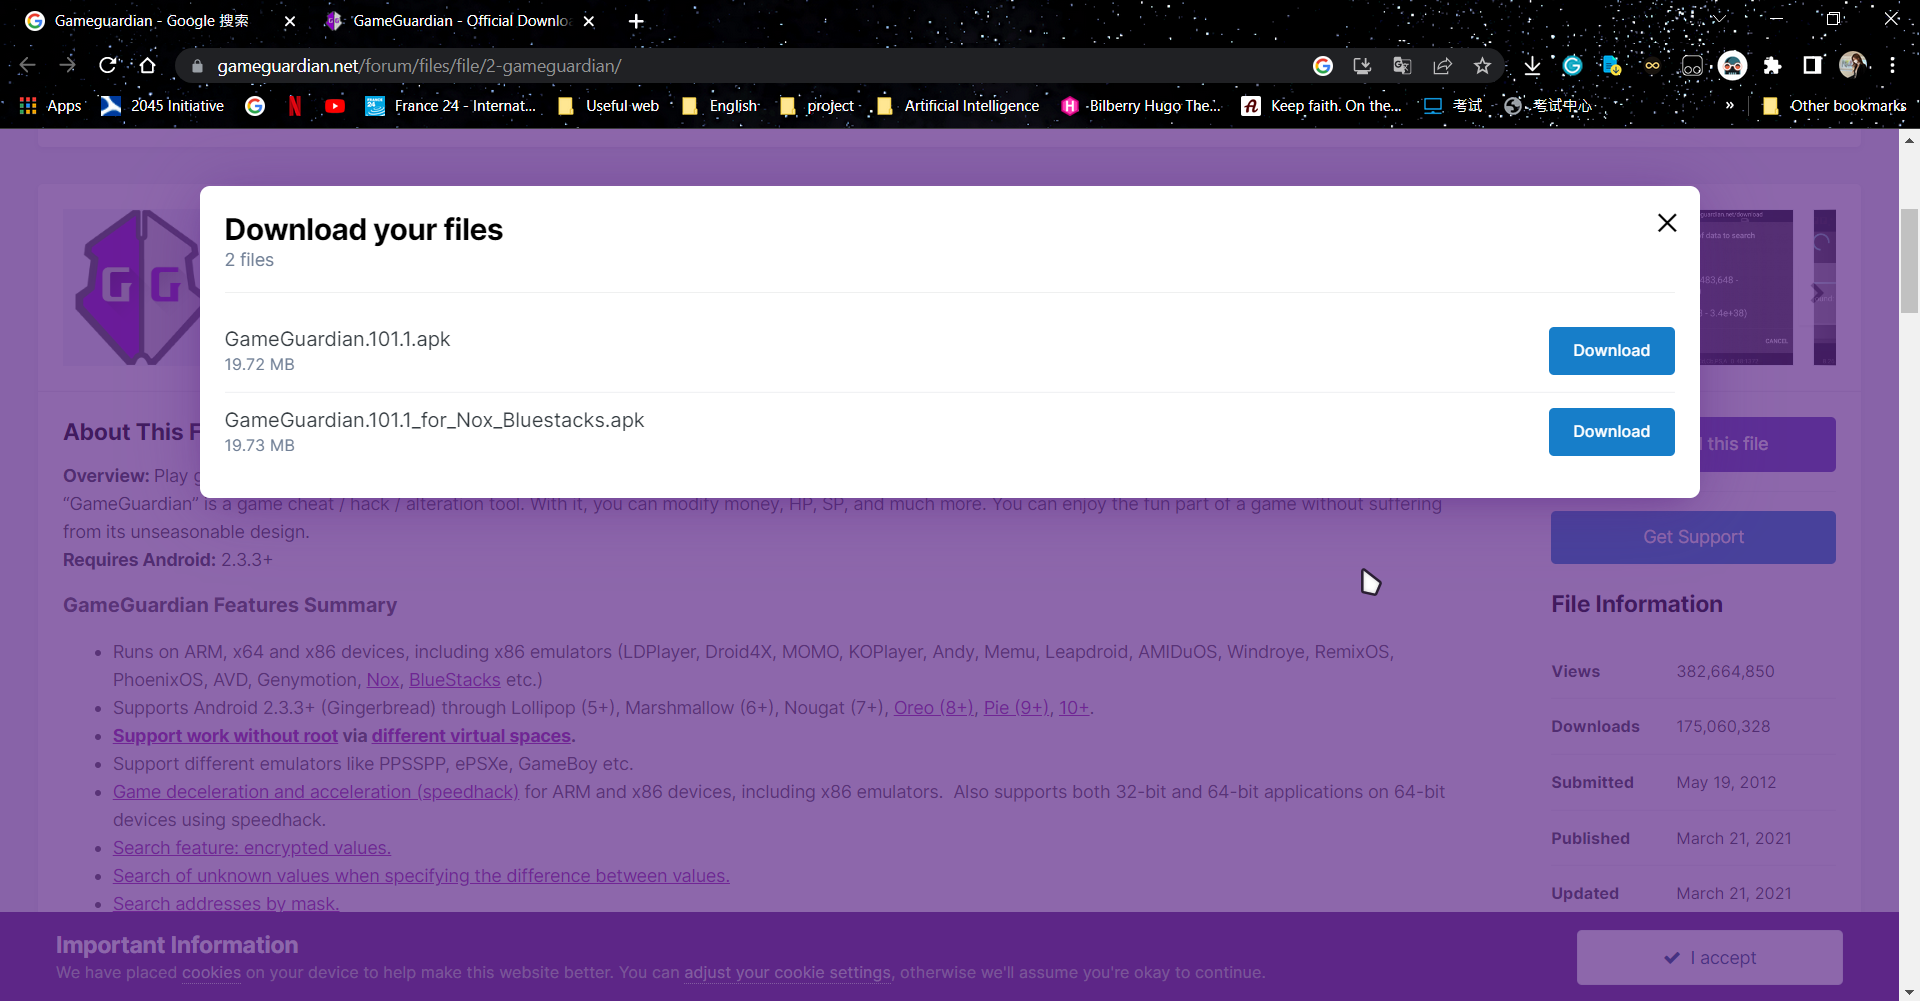 Gameguardian - Google 搜索
GameGuardian - Official Downlo
gameguardian.net/forum/files/file/2-gameguardian/
Apps
2045 Initiative
France 24 - Internat...
Useful web
English
project
Artificial Intelligence
Bilberry Hugo The...
Keep faith. On the...
考试
考试中心
»
Other bookmarks
Download your files
2 files
GameGuardian.101.1.apk
19.72 MB
Download
GameGuardian.101.1_for_Nox_Bluestacks.apk
19.73 MB
Download
GG
of data to search
483,648 -
-3.4e+38)
CANCEL
this file
About This F
Overview: Play g
“GameGuardian” is a game cheat / hack / alteration tool. With it, you can modify money, HP, SP, and much more. You can enjoy the fun part of a game without suffering
from its unseasonable design.
Requires Android: 2.3.3+
GameGuardian Features Summary
• Runs on ARM, x64 and x86 devices, including x86 emulators (LDPlayer, Droid4X, MOMO, KOPlayer, Andy, Memu, Leapdroid, AMIDuOS, Windroye, RemixOS,
PhoenixOS, AVD, Genymotion, Nox, BlueStacks etc.)
• Supports Android 2.3.3+ (Gingerbread) through Lollipop (5+), Marshmallow (6+), Nougat (7+), Oreo (8+), Pie (9+), 10+.
• Support work without root via different virtual spaces.
• Support different emulators like PPSSPP, ePSXe, GameBoy etc.
• Game deceleration and acceleration (speedhack) for ARM and x86 devices, including x86 emulators. Also supports both 32-bit and 64-bit applications on 64-bit
devices using speedhack.
• Search feature: encrypted values.
• Search of unknown values when specifying the difference between values.
• Search addresses by mask.
Get Support
File Information
Views 382,664,850
Downloads 175,060,328
Submitted May 19, 2012
Published March 21, 2021
Updated March 21, 2021
Important Information
We have placed cookies on your device to help make this website better. You can adjust your cookie settings, otherwise we'll assume you're okay to continue.
I accept